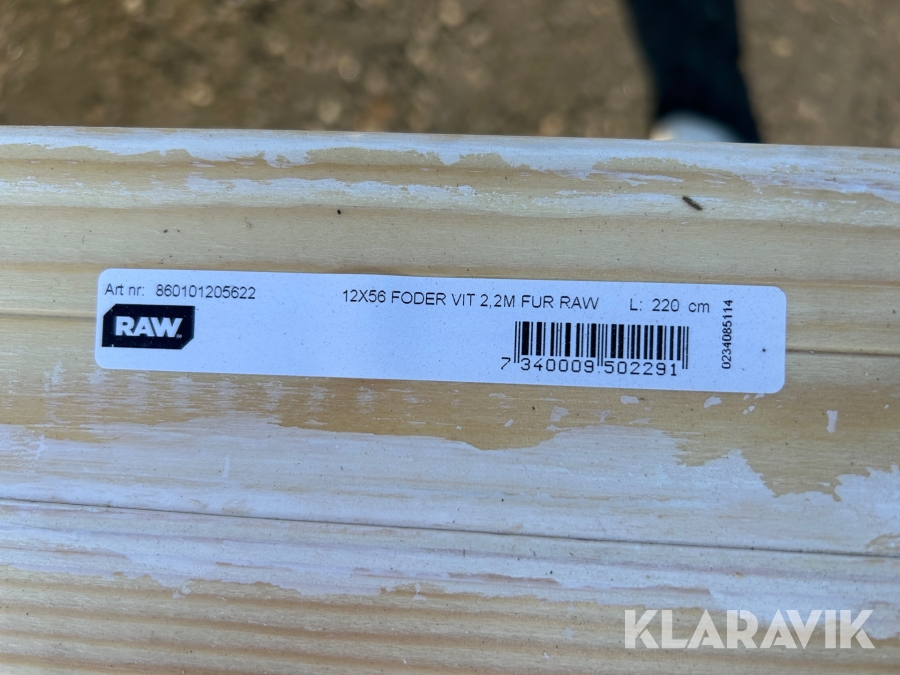 Art nr: 860101205622 12X56 FODER VIT 2,2M FUR RAW L: 220 cm
RAW
7 340009 502291
0234085114
KLARAVIK